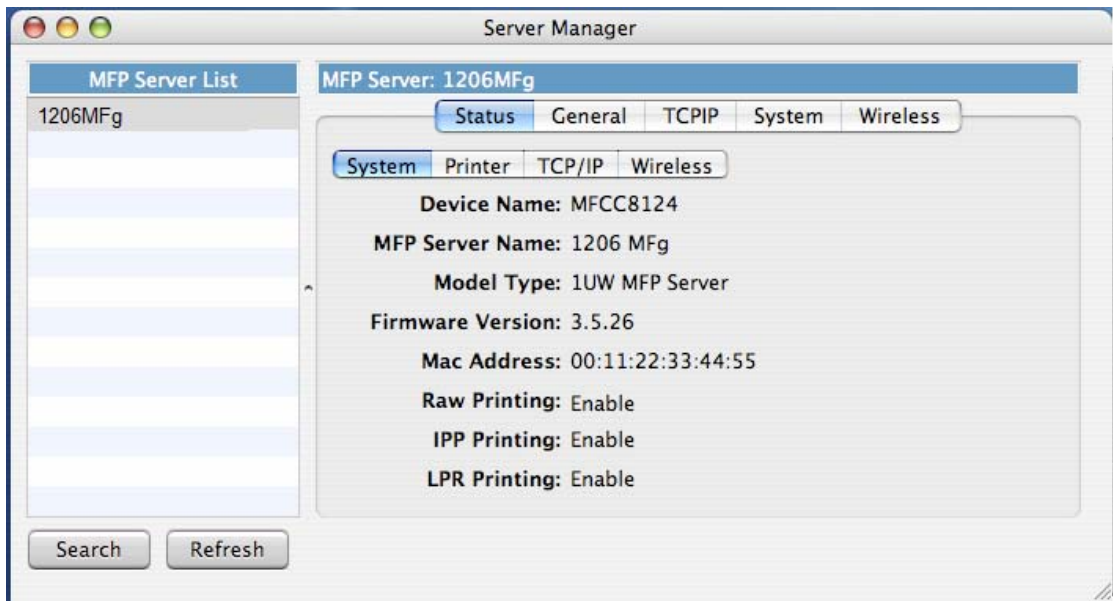 Server Manager
MFP Server List
1206MFg
MFP Server: 1206MFg
Status General TCPIP System Wireless
System Printer TCP/IP Wireless
Device Name: MFCC8124
MFP Server Name: 1206 MFg
Model Type: 1UW MFP Server
Firmware Version: 3.5.26
Mac Address: 00:11:22:33:44:55
Raw Printing: Enable
IPP Printing: Enable
LPR Printing: Enable
Search Refresh